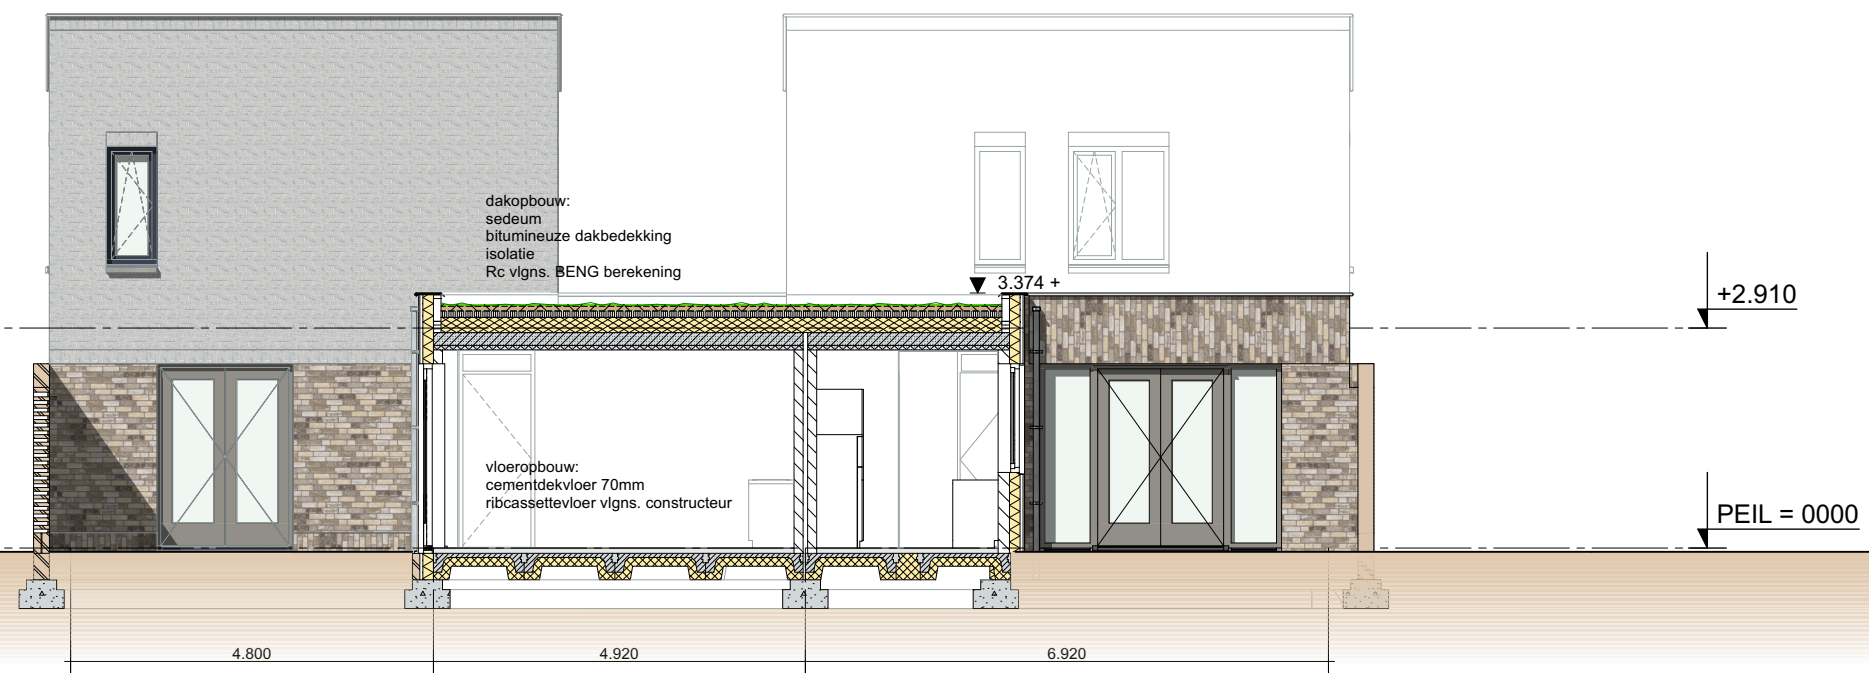 dakopbouw:
sedeum
bitumineuze dakbedekking
isolatie
Rc vlgns. BENG berekening
3.374 +
+2.910
vloeropbouw:
cementdekvloer 70mm
ribcassettevloer vlgns. constructeur
PEIL = 0000
4.800
4.920
6.920